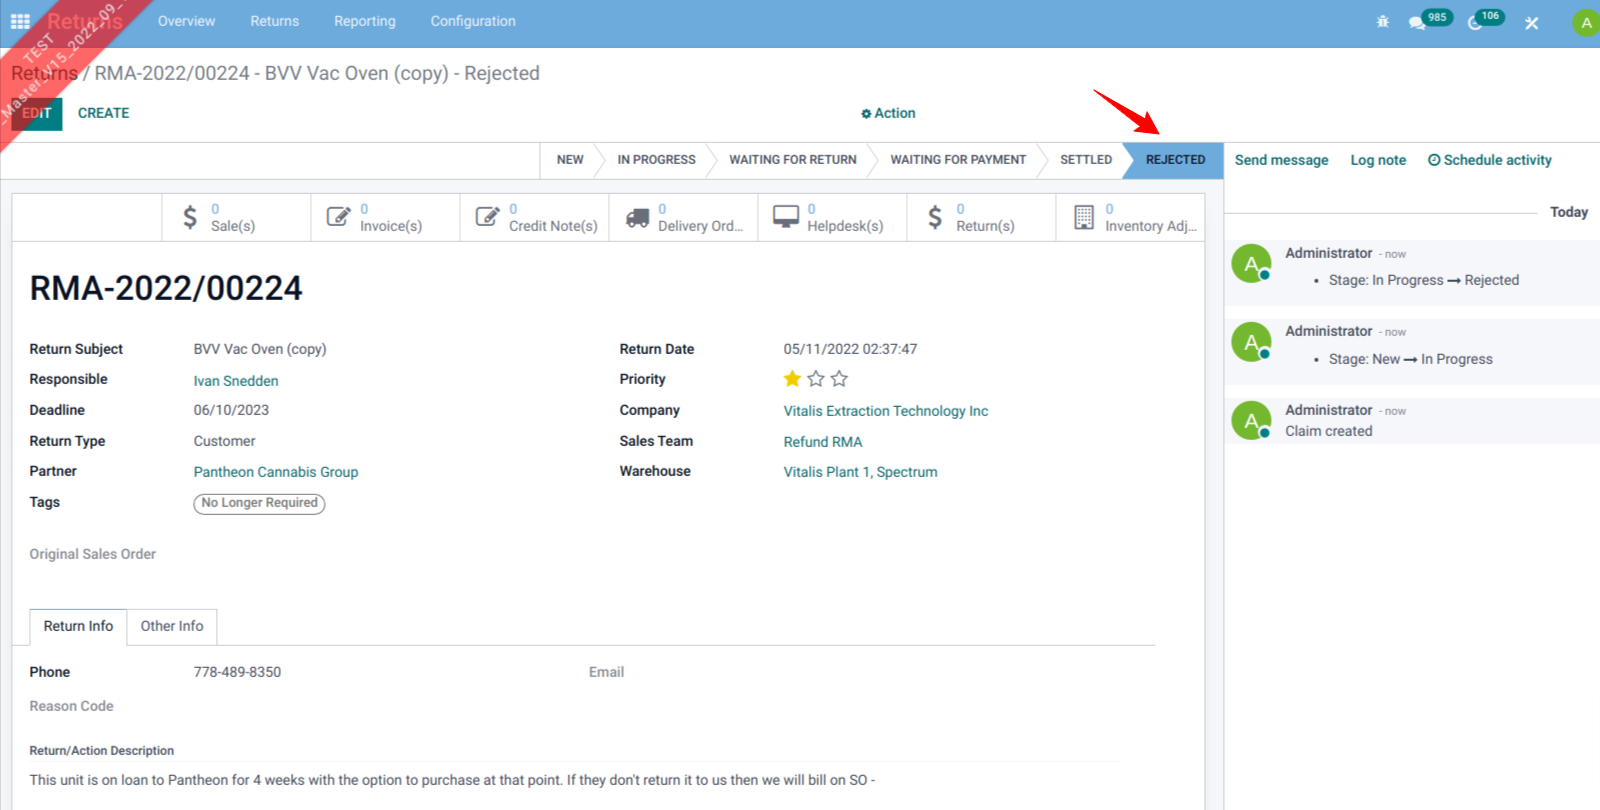 Returns Overview Returns Reporting Configuration 985 106 A
TEST
_Master_V15_2022_09_
Returns / RMA-2022/00224 - BVV Vac Oven (copy) - Rejected
EDIT CREATE Action
NEW IN PROGRESS WAITING FOR RETURN WAITING FOR PAYMENT SETTLED REJECTED Send message Log note Schedule activity
0 Sale(s)
0 Invoice(s)
0 Credit Note(s)
0 Delivery Ord...
0 Helpdesk(s)
0 Return(s)
0 Inventory Adj...
RMA-2022/00224
Return Subject BVV Vac Oven (copy)
Responsible Ivan Snedden
Deadline 06/10/2023
Return Type Customer
Partner Pantheon Cannabis Group
Tags No Longer Required
Original Sales Order
Return Date 05/11/2022 02:37:47
Priority
Company Vitalis Extraction Technology Inc
Sales Team Refund RMA
Warehouse Vitalis Plant 1, Spectrum
Return Info Other Info
Phone 778-489-8350 Email
Reason Code
Return/Action Description
This unit is on loan to Pantheon for 4 weeks with the option to purchase at that point. If they don't return it to us then we will bill on SO -
Today
A Administrator - now
• Stage: In Progress → Rejected
A Administrator - now
• Stage: New → In Progress
A Administrator - now
Claim created